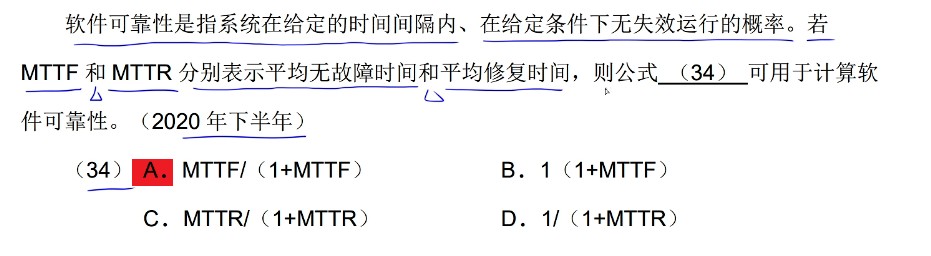 软件可靠性是指系统在给定的时间间隔内、在给定条件下无失效运行的概率。若
MTTF 和 MTTR 分别表示平均无故障时间和平均修复时间，则公式 （34） 可用于计算软
件可靠性。（2020 年下半年）
（34）A．MTTF/（1+MTTF） B．1（1+MTTF）
C．MTTR/（1+MTTR） D．1/（1+MTTR）